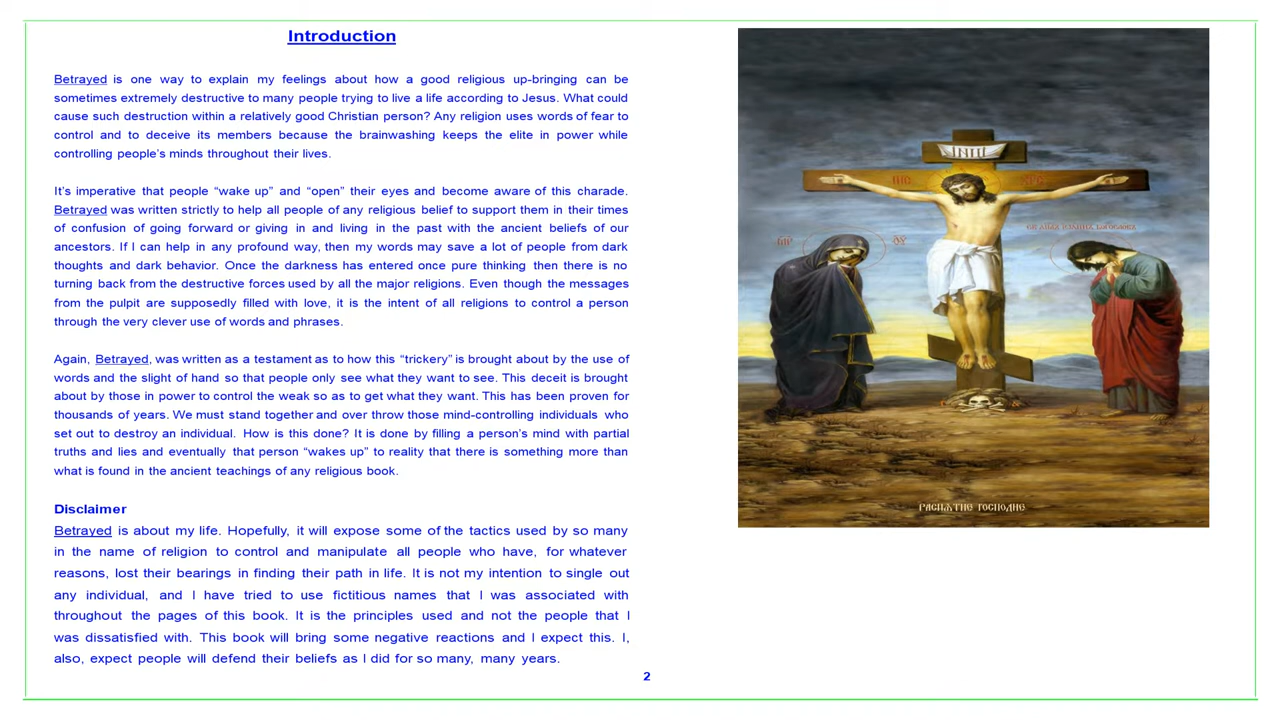 Introduction
Betrayed is one way to explain my feelings about how a good religious up-bringing can be
sometimes extremely destructive to many people trying to live a life according to Jesus. What could
cause such destruction within a relatively good Christian person? Any religion uses words of fear to
control and to deceive its members because the brainwashing keeps the elite in power while
controlling people's minds throughout their lives.
It's imperative that people “wake up” and “open” their eyes and become aware of this charade.
Betrayed was written strictly to help all people of any religious belief to support them in their times
of confusion of going forward or giving in and living in the past with the ancient beliefs of our
ancestors. If I can help in any profound way, then my words may save a lot of people from dark
thoughts and dark behavior. Once the darkness has entered once pure thinking then there is no
turning back from the destructive forces used by all the major religions. Even though the messages
from the pulpit are supposedly filled with love, it is the intent of all religions to control a person
through the very clever use of words and phrases.
Again, Betrayed, was written as a testament as to how this “trickery” is brought about by the use of
words and the slight of hand so that people only see what they want to see. This deceit is brought
about by those in power to control the weak so as to get what they want. This has been proven for
thousands of years. We must stand together and over throw those mind-controlling individuals who
set out to destroy an individual. How is this done? It is done by filling a person's mind with partial
truths and lies and eventually that person “wakes up” to reality that there is something more than
what is found in the ancient teachings of any religious book.
Disclaimer
Betrayed is about my life. Hopefully, it will expose some of the tactics used by so many
in the name of religion to control and manipulate all people who have, for whatever
reasons, lost their bearings in finding their path in life. It is not my intention to single out
any individual, and I have tried to use fictitious names that I was associated with
throughout the pages of this book. It is the principles used and not the people that I
was dissatisfied with. This book will bring some negative reactions and I expect this. I,
also, expect people will defend their beliefs as I did for so many, many years.
2